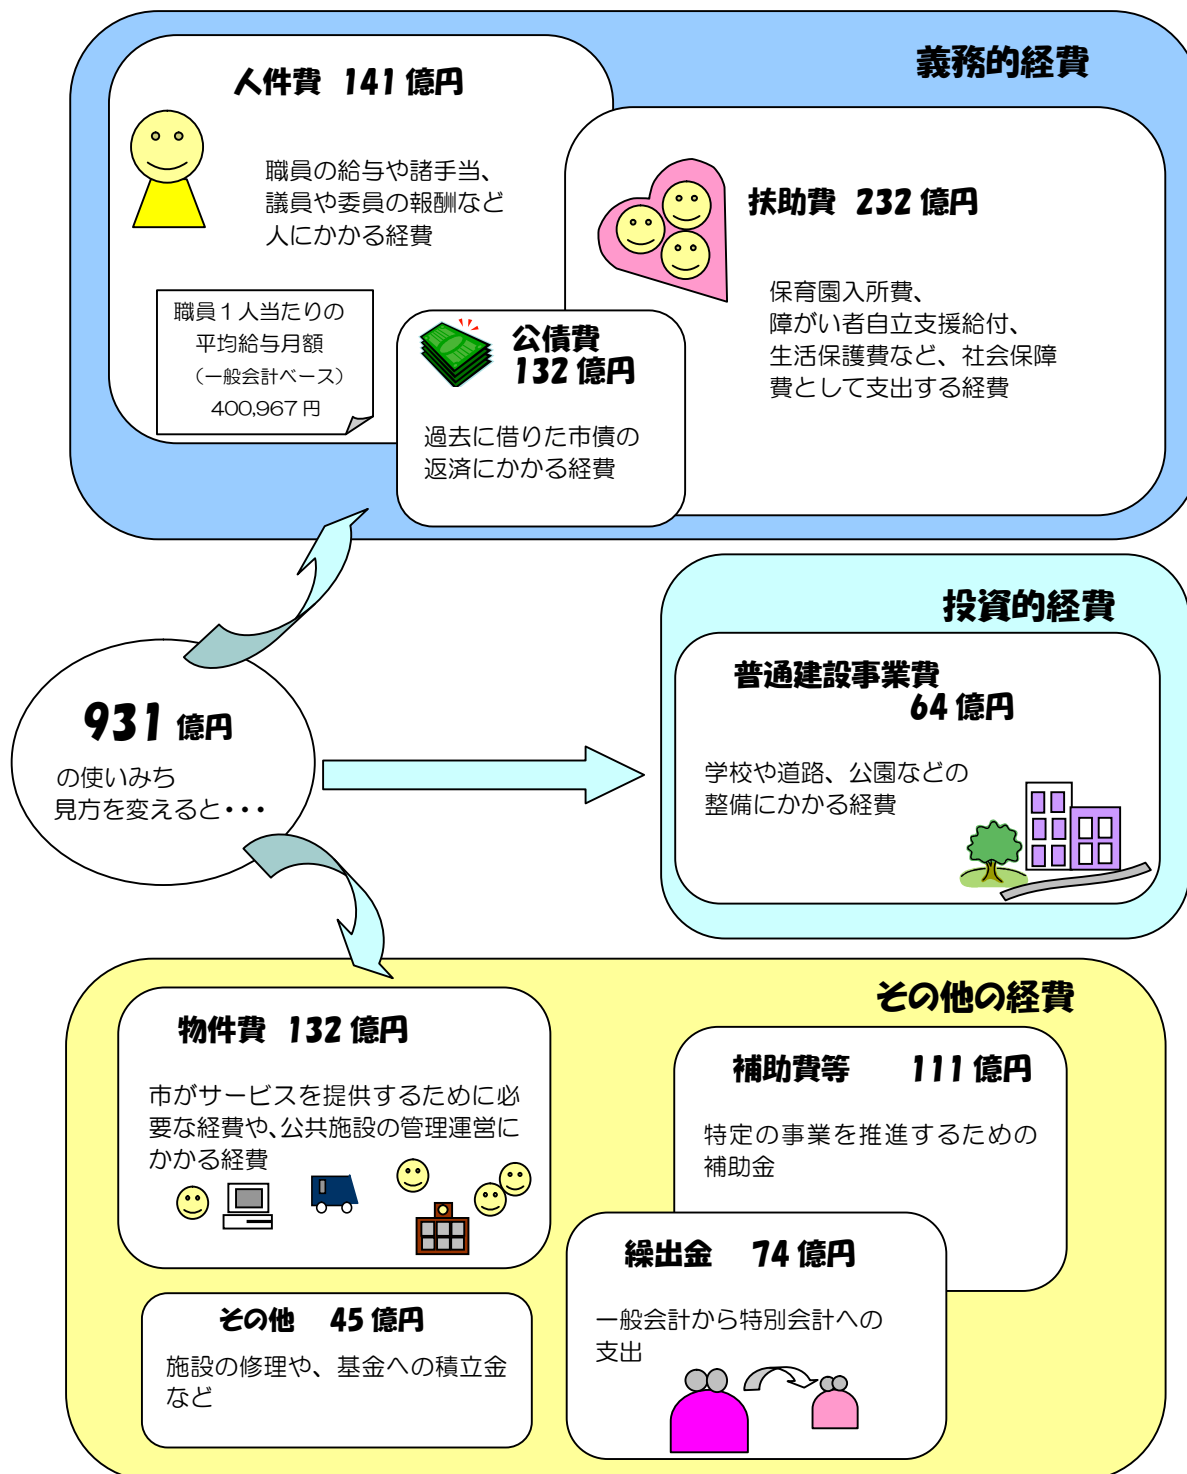 義務的経費
人件費 141 億円
職員の給与や諸手当、
議員や委員の報酬など
人にかかる経費
職員1人当たりの
平均給与月額
（一般会計ベース）
400,967 円
扶助費 232 億円
保育園入所費、
障がい者自立支援給付、
生活保護費など、社会保障
費として支出する経費
公債費
132 億円
過去に借りた市債の
返済にかかる経費
931 億円
の使いみち
見方を変えると・・・
投資的経費
普通建設事業費
64 億円
学校や道路、公園などの
整備にかかる経費
その他の経費
物件費 132 億円
市がサービスを提供するために必
要な経費や、公共施設の管理運営に
かかる経費
補助費等 111 億円
特定の事業を推進するための
補助金
繰出金 74 億円
一般会計から特別会計への
支出
その他 45 億円
施設の修理や、基金への積立金
など